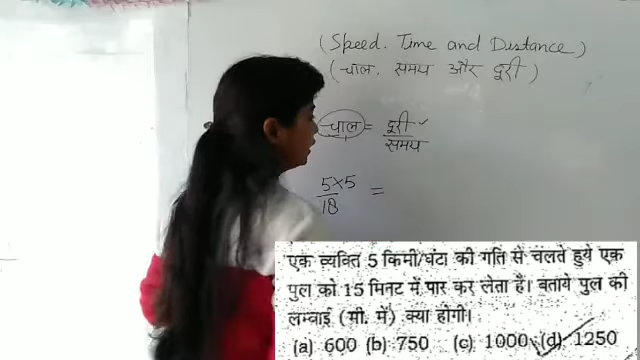 (Speed. Time and Distance)
(चाल. समय और दूरी)
चाल = दूरी
समय
5×5 =
18
एक व्यक्ति 5 किमी/घंटा की गति से चलते हुये एक
पुल को 15 मिनट में पार कर लेता है। बताये पुल की
लम्बाई (मी. में) क्या होगी।
(a) 600 (b) 750 (c) 1000 (d) 1250